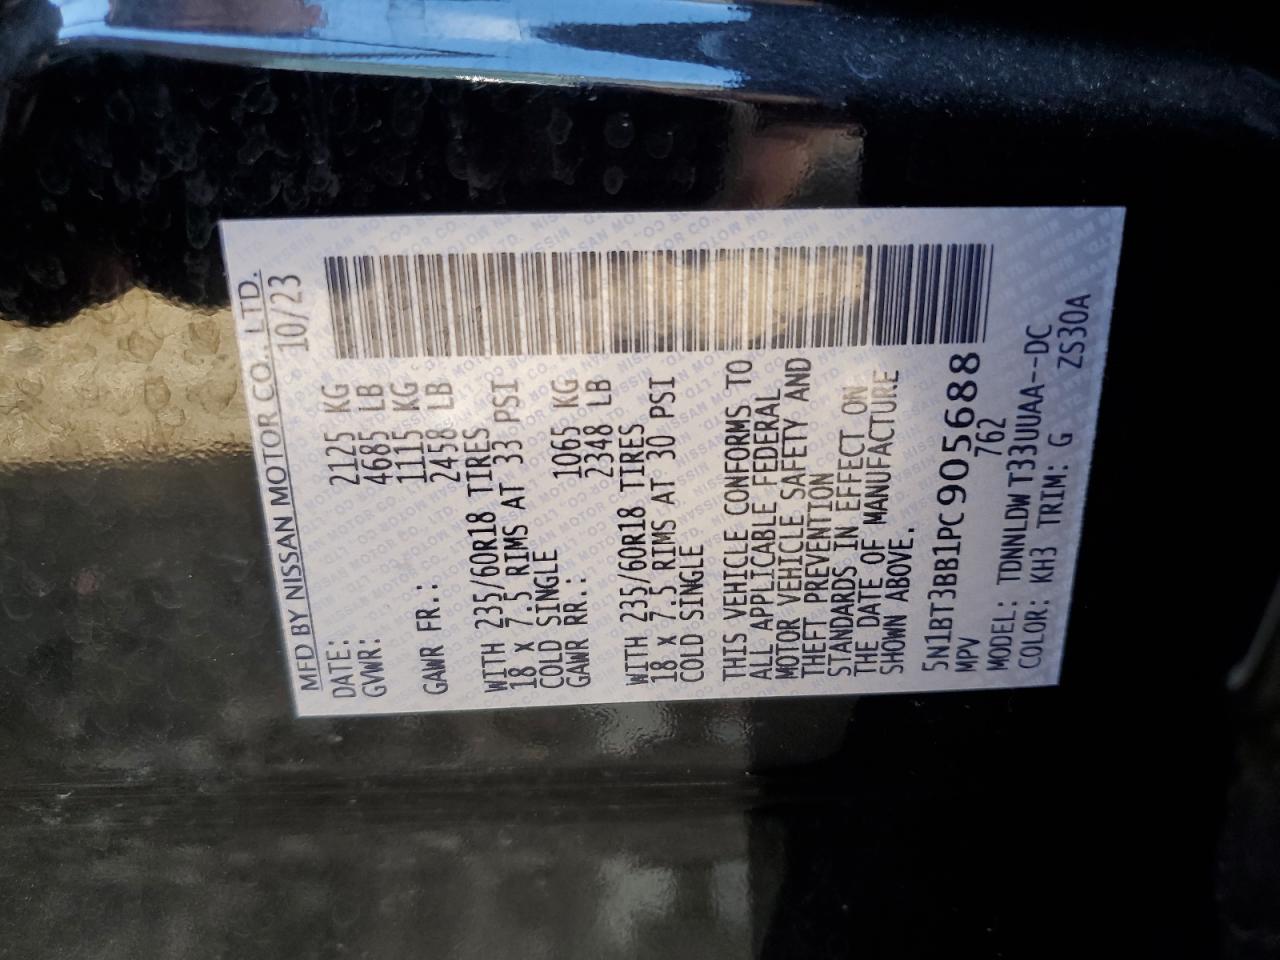 MFD BY NISSAN MOTOR CO., LTD.
DATE: 10/23
GVWR: 2125 KG
4685 LB
GAWR FR.: 1115 KG
2458 LB
WITH 235/60R18 TIRES
18 x 7.5 RIMS AT 33 PSI
COLD SINGLE
GAWR RR.: 1065 KG
2348 LB
WITH 235/60R18 TIRES
18 x 7.5 RIMS AT 30 PSI
COLD SINGLE
THIS VEHICLE CONFORMS TO
ALL APPLICABLE FEDERAL
MOTOR VEHICLE SAFETY AND
THEFT PREVENTION
STANDARDS IN EFFECT ON
THE DATE OF MANUFACTURE
SHOWN ABOVE.
5N1BT3BB1PC905688
MPV 762
MODEL: TDNNLDW T33UUAA--DC
COLOR: KH3 TRIM: G ZS30A